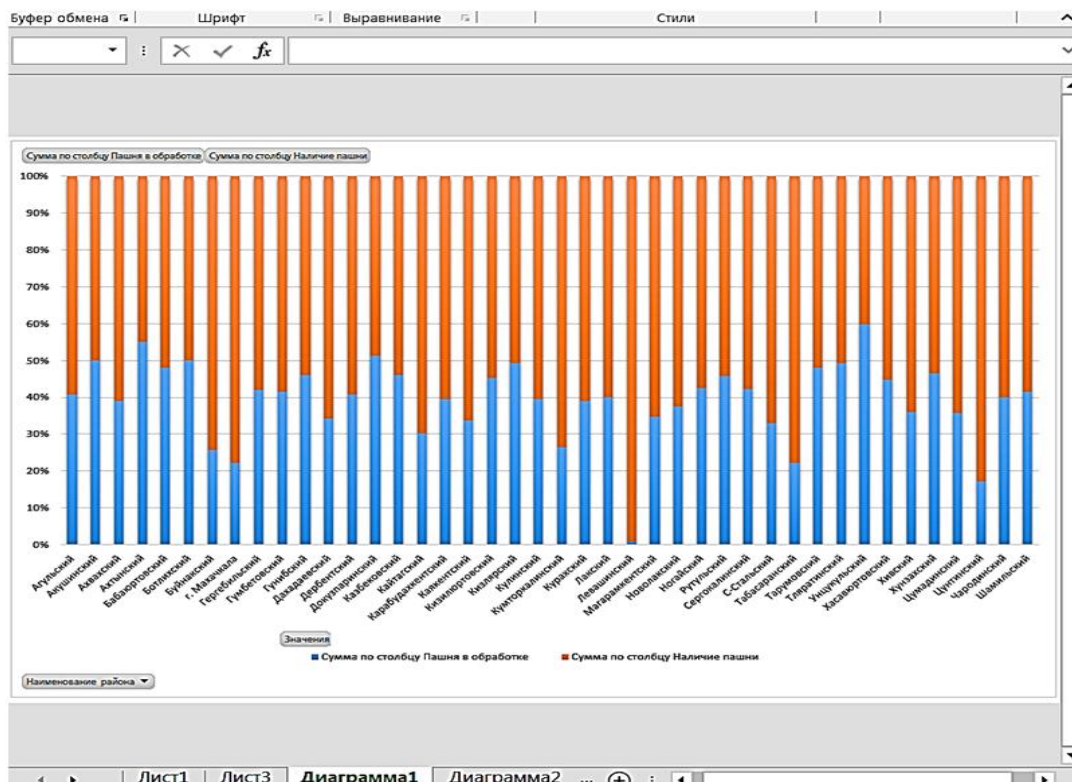 Буфер обмена Шрифт Выравнивание Стили
fx
Сумма по столбцу Пашня в обработке Сумма по столбцу Наличие пашни
100%
90%
80%
70%
60%
50%
40%
30%
20%
10%
0%
Агульский
Акушинский
Ахвахский
Ахтынский
Бабаюртовский
Ботлихский
Буйнакский
г. Махачкала
Гергебильский
Гумбетовский
Гунибский
Дахадаевский
Дербентский
Докузпаринский
Казбековский
Кайтагский
Карабудахкентский
Каякентский
Кизилюртовский
Кизлярский
Кулинский
Кумторкалинский
Курахский
Лакский
Левашинский
Магарамкентский
Новолакский
Ногайский
Рутульский
Сергокалинский
С-Стальский
Табасаранский
Тарумовский
Тляратинский
Унцукульский
Хасавюртовский
Хивский
Хунзахский
Цумадинский
Цунтинский
Чародинский
Шамильский
Значения
Сумма по столбцу Пашня в обработке Сумма по столбцу Наличие пашни
Наименование района
Лист1 Лист3 Диаграмма1 Диаграмма2 ...